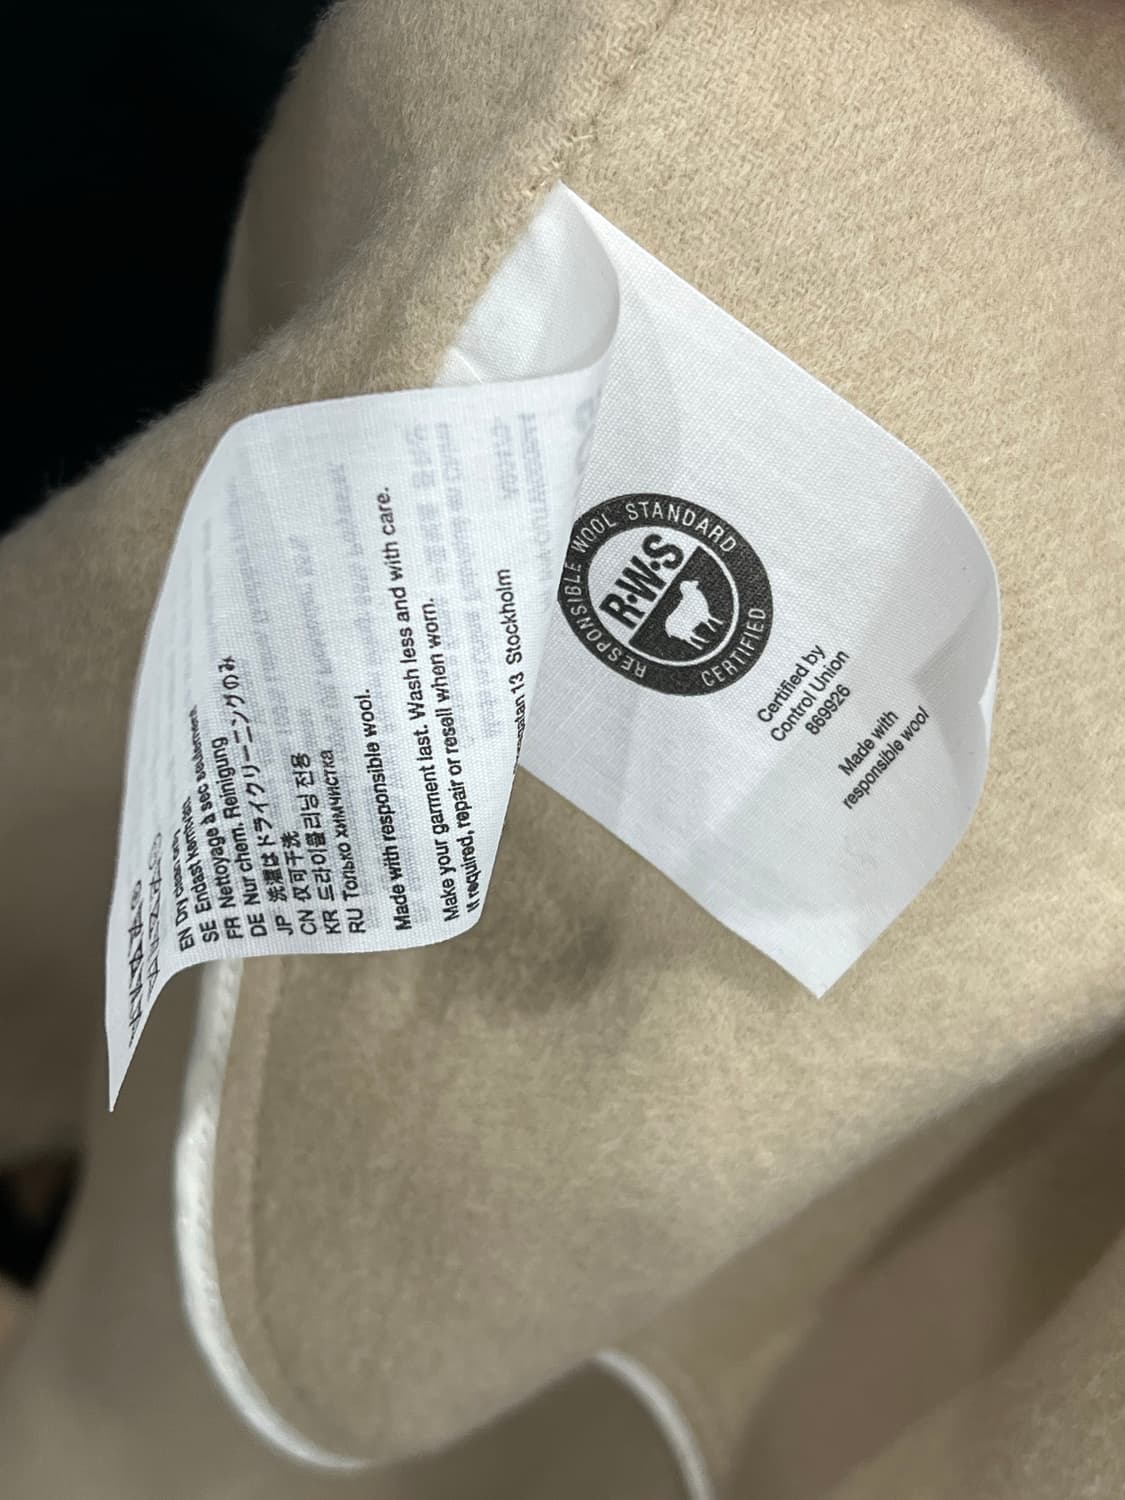 EN Dry clean only.
SE Endast kemtvätt.
FR Nettoyage à sec seulement
DE Nur chem. Reinigung
JP 洗濯はドライクリーニングのみ
CN 仅可干洗
KR 드라이클리닝 전용
RU Только химчистка
Made with responsible wool.
Make your garment last. Wash less and with care.
If required, repair or resell when worn.
13 Stockholm
RESPONSIBLE WOOL STANDARD
R·W·S
CERTIFIED
Certified by
Control Union
869926
Made with
responsible wool